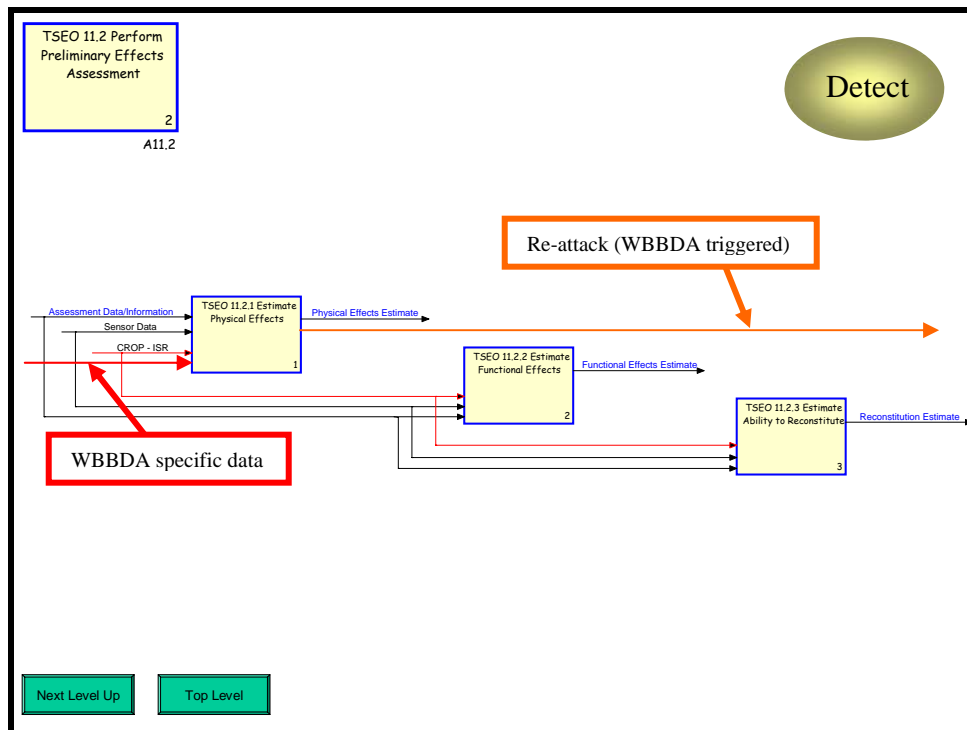 TSEO 11.2 Perform
Preliminary Effects
Assessment
2
A11.2
Detect
Re-attack (WBBDA triggered)
Assessment Data/Information
Sensor Data
CROP - ISR
TSEO 11.2.1 Estimate
Physical Effects
1
Physical Effects Estimate
TSEO 11.2.2 Estimate
Functional Effects
2
Functional Effects Estimate
TSEO 11.2.3 Estimate
Ability to Reconstitute
3
Reconstitution Estimate
WBBDA specific data
Next Level Up
Top Level